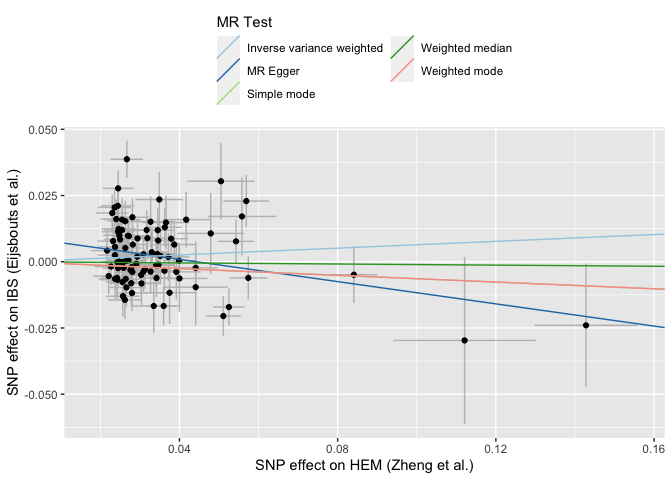 MR Test
Inverse variance weighted
Weighted median
MR Egger
Weighted mode
Simple mode
0.050
0.025
0.000
-0.025
-0.050
SNP effect on IBS (Eijsbouts et al.)
0.04
0.08
0.12
0.16
SNP effect on HEM (Zheng et al.)